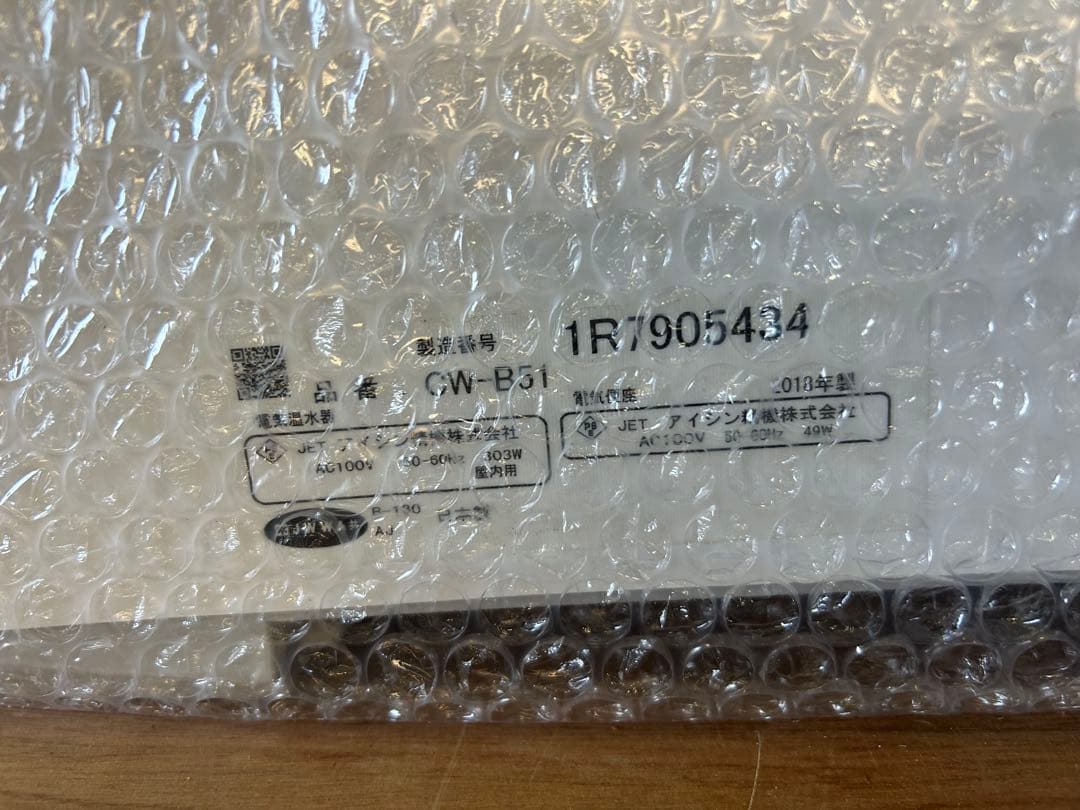 製造番号 1R7905434
品番 CW-B51 2018年製
電気温水器
JET アイシン精機株式会社
AC100V 50-60Hz 303W
屋内用
電気便座
JET アイシン精機株式会社
AC100V 50-60Hz 49W
B-130 日本製
AJ